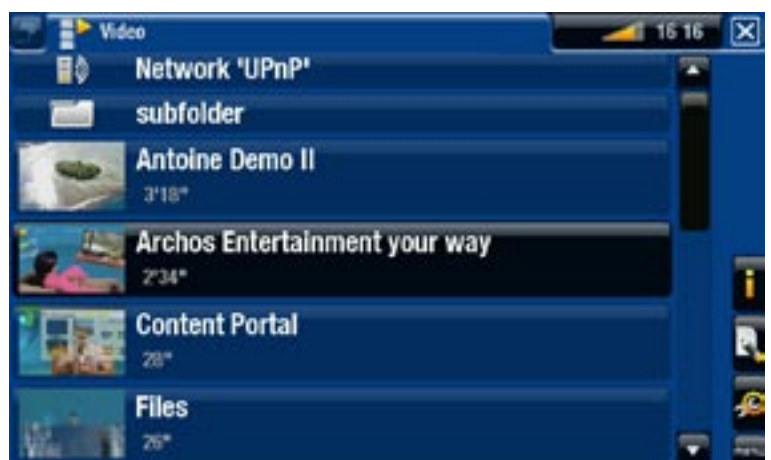 Video
16 16
Network 'UPnP'
subfolder
Antoine Demo II
3'18"
Archos Entertainment your way
2'34"
Content Portal
28"
Files
26"